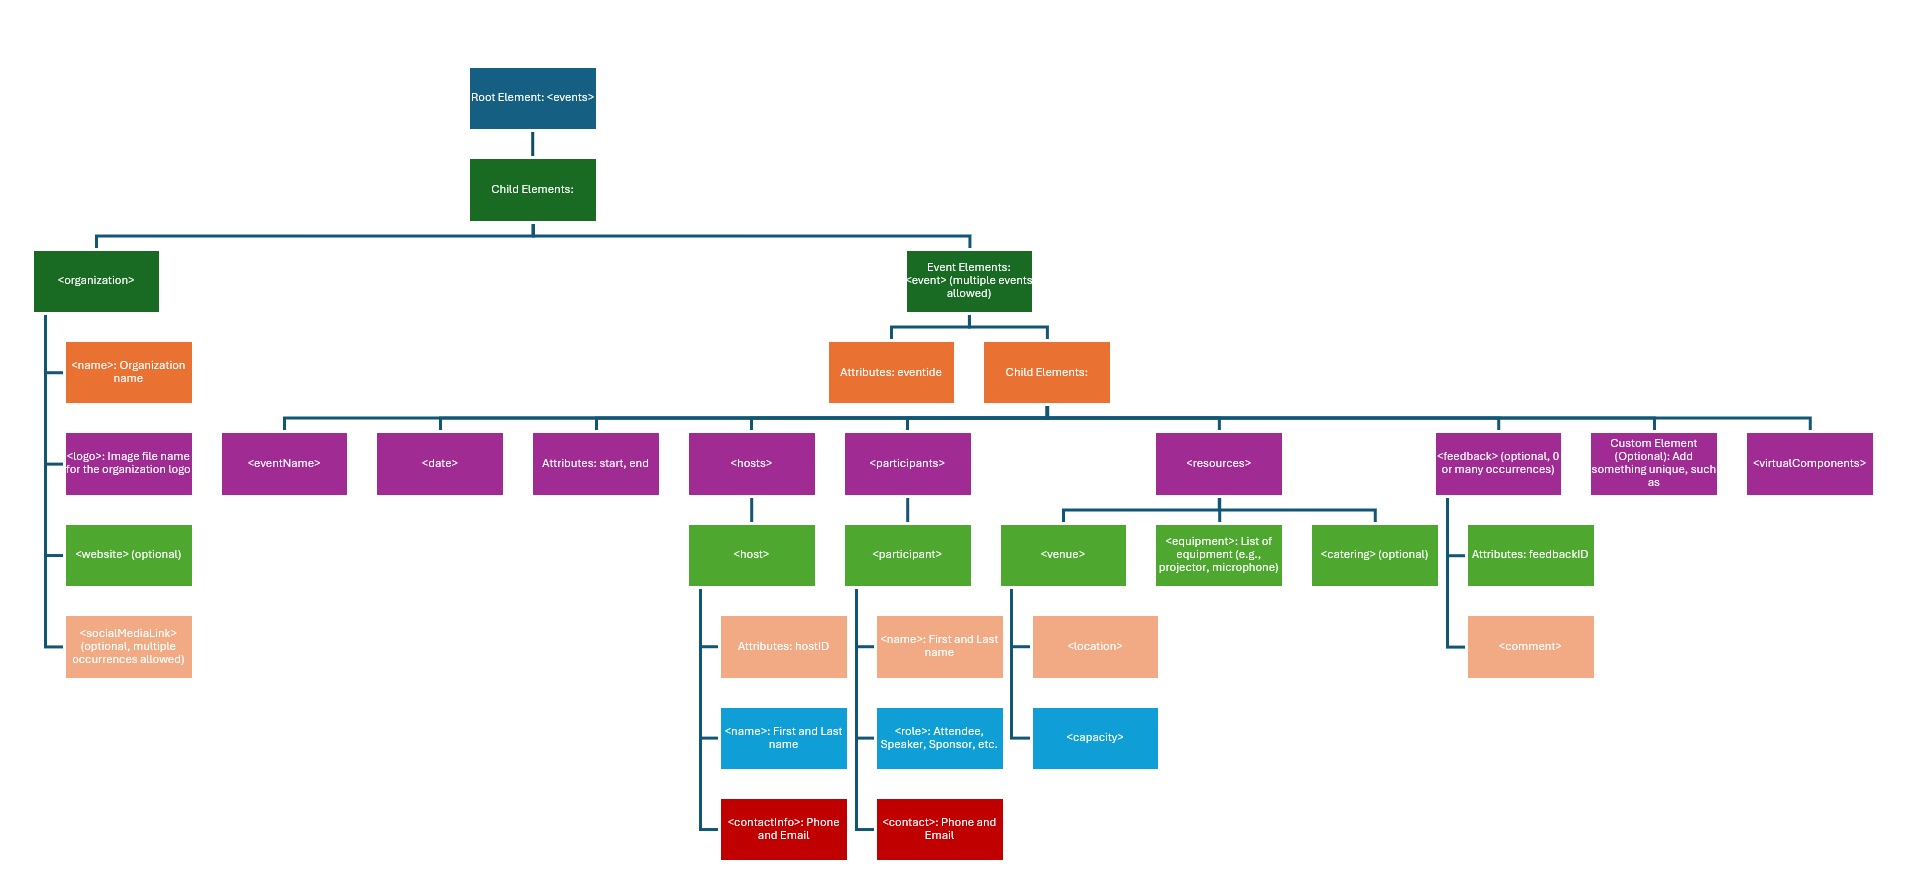 Root Element: <events>
Child Elements:
<organization>
Event Elements:
<event> (multiple events
allowed)
<name>: Organization
name
Attributes: eventide
Child Elements:
<logo>: Image file name
for the organization logo
<eventName>
<date>
Attributes: start, end
<hosts>
<participants>
<resources>
<feedback> (optional, 0
or many occurrences)
Custom Element
(Optional): Add
something unique, such
as
<virtualComponents>
<website> (optional)
<host>
<participant>
<venue>
<equipment>: List of
equipment (e.g.,
projector, microphone)
<catering> (optional)
Attributes: feedbackID
<socialMediaLink>
(optional, multiple
occurrences allowed)
Attributes: hostID
<name>: First and Last
name
<location>
<comment>
<name>: First and Last
name
<role>: Attendee,
Speaker, Sponsor, etc.
<capacity>
<contactInfo>: Phone
and Email
<contact>: Phone and
Email